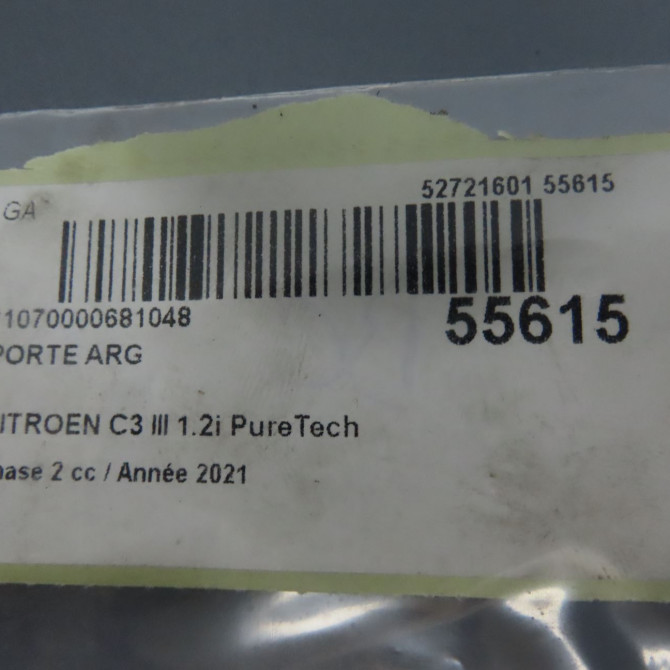 52721601 55615
GA
1070000681048
55615
PORTE ARG
ITROEN C3 III 1.2i PureTech
hase 2 cc / Année 2021